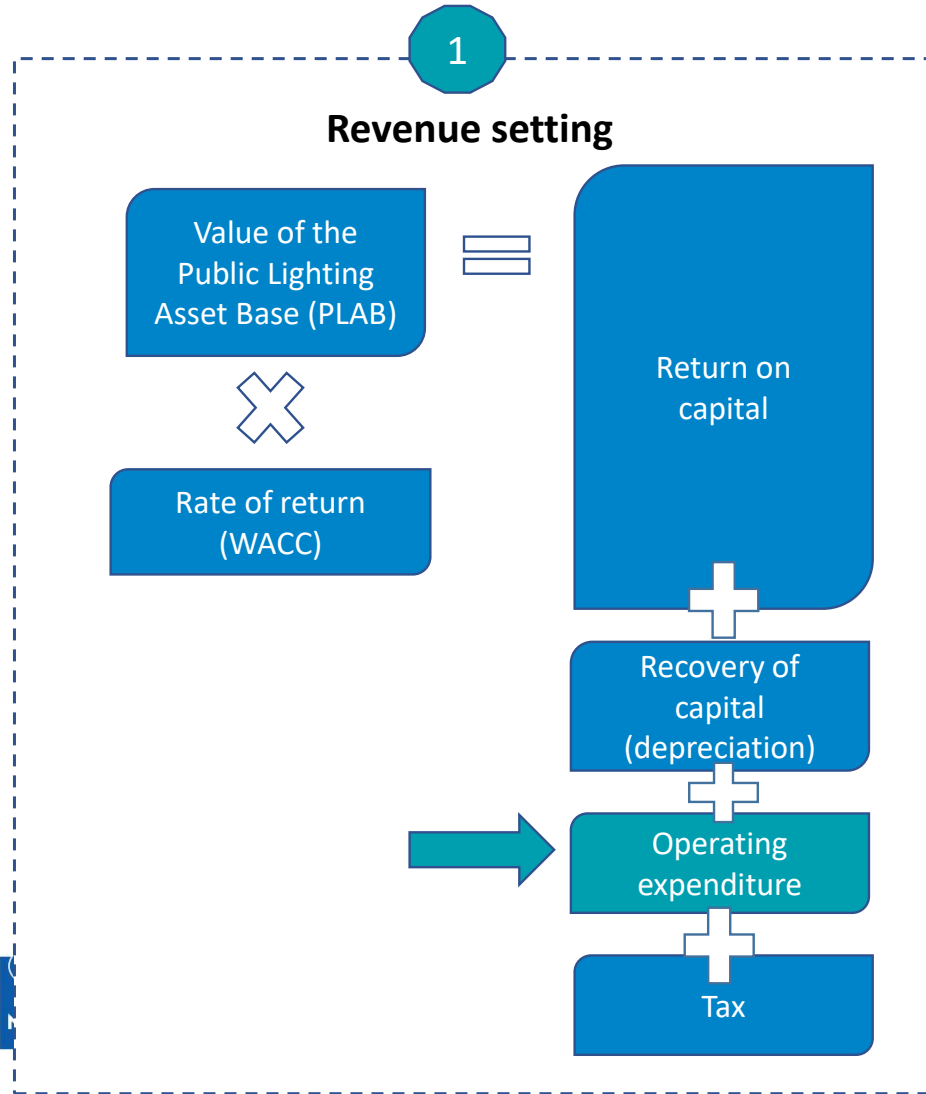 1
Revenue setting
Value of the
Public Lighting
Asset Base (PLAB)
Rate of return
(WACC)
Return on
capital
Recovery of
capital
(depreciation)
Operating
expenditure
Tax